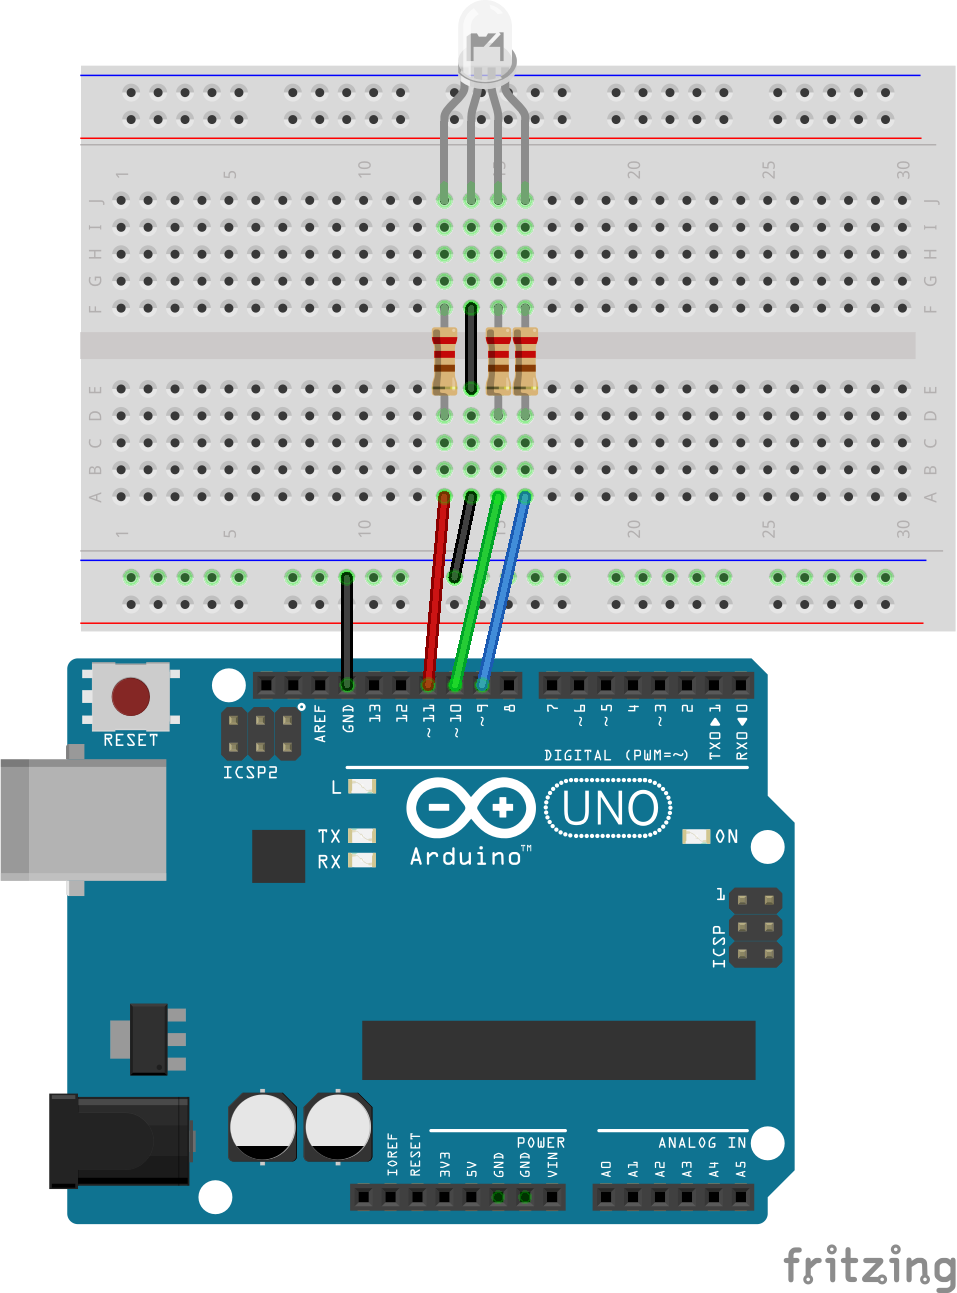 1 5 10 15 20 25 30
J J
I I
H H
G G
F F
E E
D D
C C
B B
A A
1 5 10 15 20 25 30
RESET
ICSP2
AREF
GND
13
12
~11
~10
~9
8
7
~6
~5
4
~3
2
TX0▶1
RX0◀0
DIGITAL (PWM=~)
L
TX
RX
UNO
Arduino™
ON
1
ICSP
IOREF
RESET
3V3
5V
GND
GND
VIN
POWER
ANALOG IN
A0
A1
A2
A3
A4
A5
fritzing